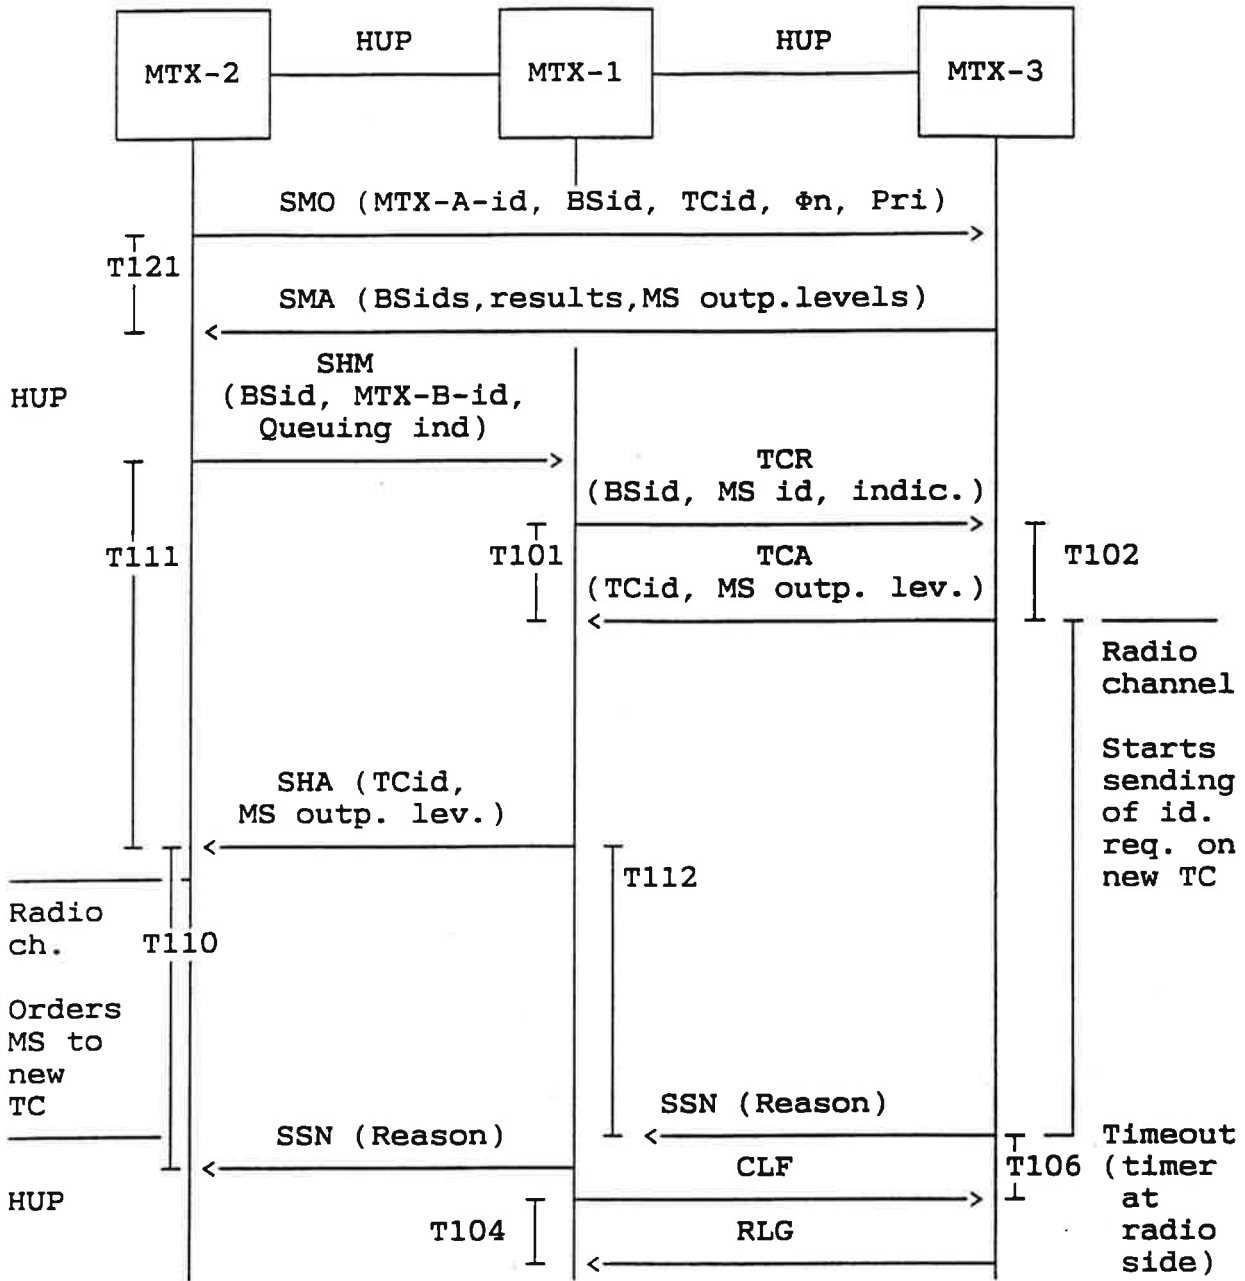 HUP
HUP
MTX-2
MTX-1
MTX-3
SMO (MTX-A-id, BSid, TCid, Φn, Pri)
T121
SMA (BSids,results,MS outp.levels)
HUP
SHM
(BSid, MTX-B-id,
Queuing ind)
TCR
(BSid, MS id, indic.)
T111
T101
TCA
(TCid, MS outp. lev.)
T102
Radio
channel
Starts
sending
of id.
req. on
new TC
SHA (TCid,
MS outp. lev.)
T112
Radio
ch.
T110
Orders
MS to
new
TC
SSN (Reason)
SSN (Reason)
Timeout
(timer
at
radio
side)
CLF
T106
HUP
T104
RLG